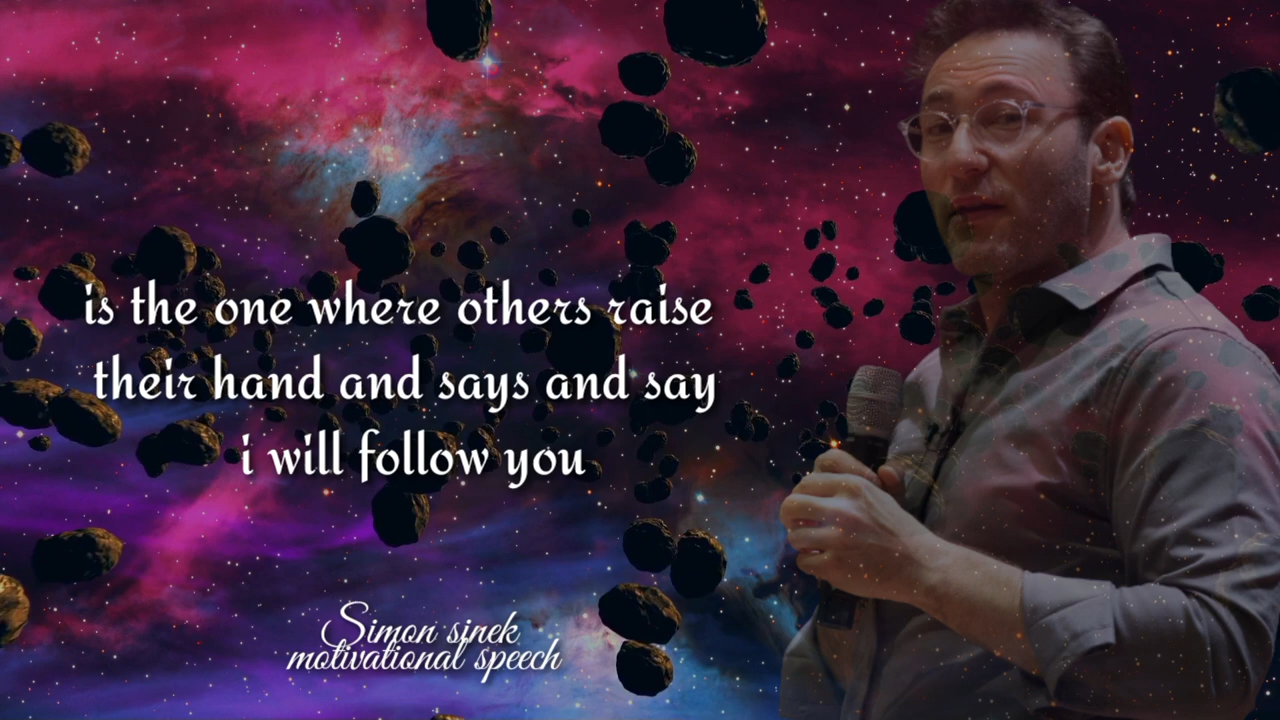 is the one where others raise
their hand and says and say
i will follow you
Simon sinek
motivational speech